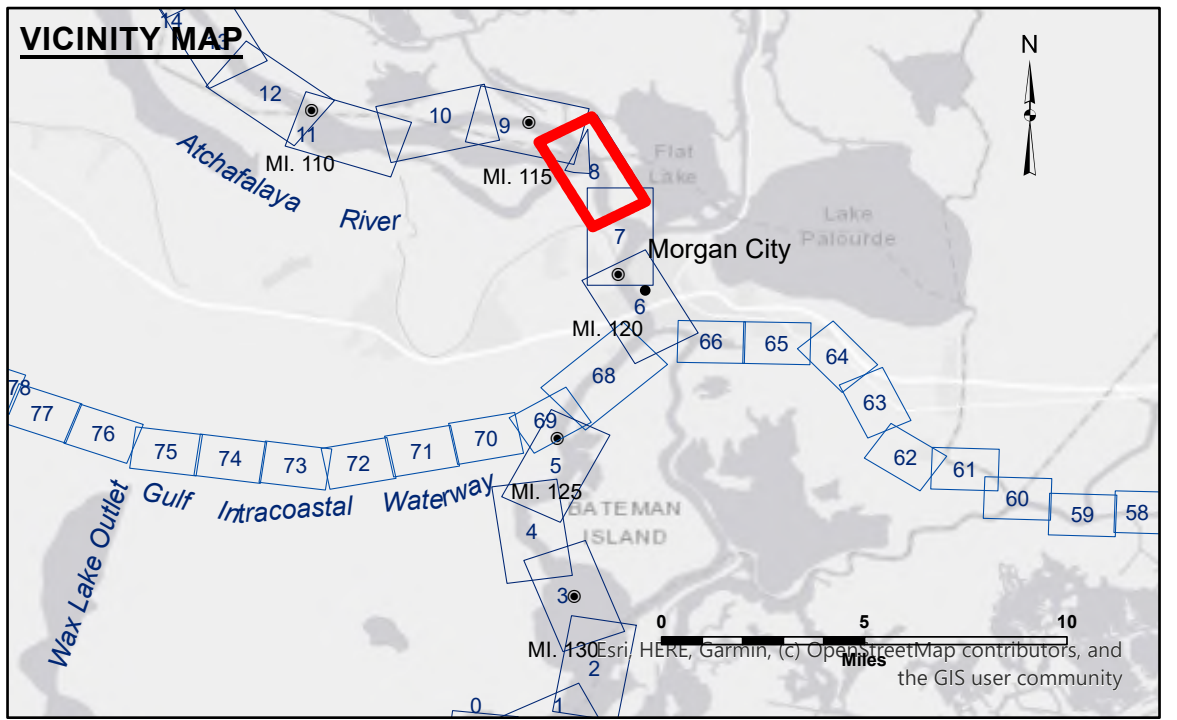 VICINITY MAP
14
13
12
11
MI. 110
10
9
MI. 115
8
7
Flat
Lake
N
Lake
Palourde
Atchafalaya
River
Morgan City
6
MI. 120
66
65
64
63
62
61
60
59
58
68
69
70
71
72
73
74
75
76
77
78
5
MI. 125
4
BATEMAN
ISLAND
Gulf Intracoastal Waterway
Wax Lake Outlet
3
MI. 130
2
1
0
0 5 10
Miles
Esri, HERE, Garmin, (c) OpenStreetMap contributors, and
the GIS user community